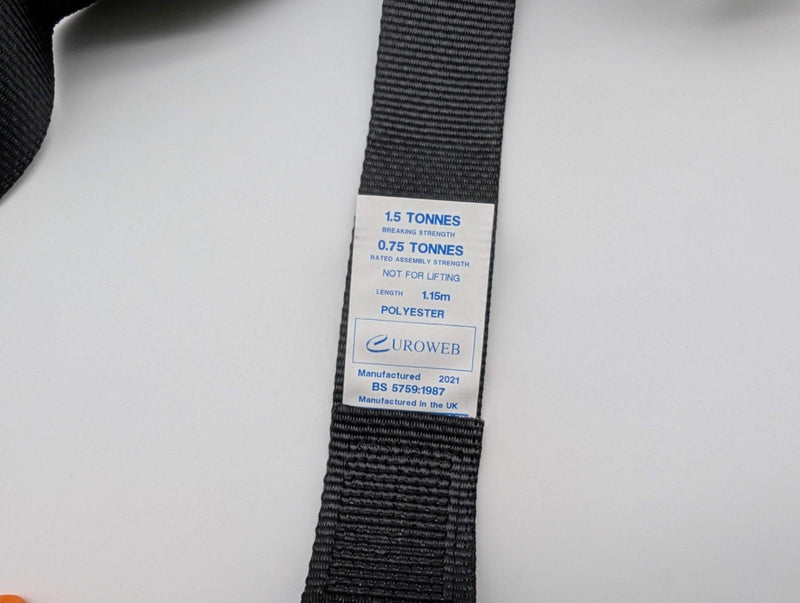 1.5 TONNES
BREAKING STRENGTH
0.75 TONNES
RATED ASSEMBLY STRENGTH
NOT FOR LIFTING
LENGTH 1.15m
POLYESTER
EUROWEB
Manufactured 2021
BS 5759:1987
Manufactured in the UK